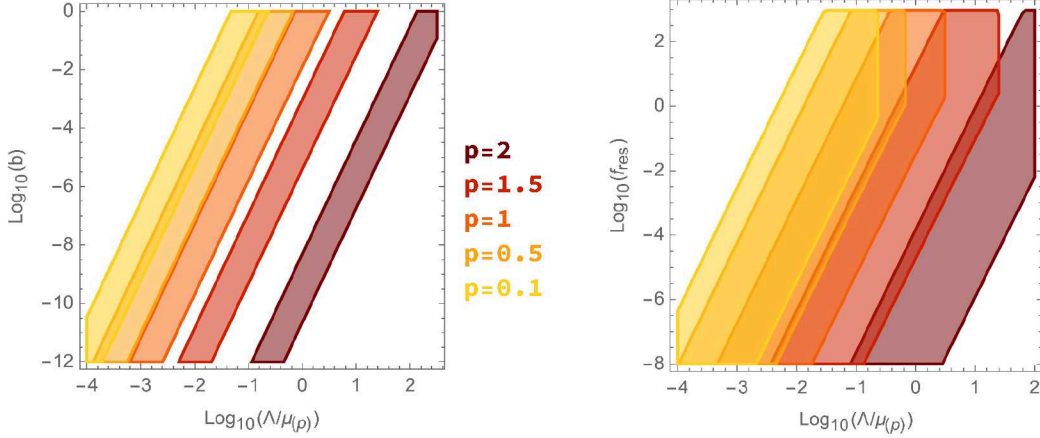 0
−2
−4
−6
−8
−10
−12
Log₁₀(b)
−4 −3 −2 −1 0 1 2
Log₁₀(Λ/μ₍ₚ₎)
p=2
p=1.5
p=1
p=0.5
p=0.1
2
0
−2
−4
−6
−8
Log₁₀(fres)
−4 −3 −2 −1 0 1 2
Log₁₀(Λ/μ₍ₚ₎)